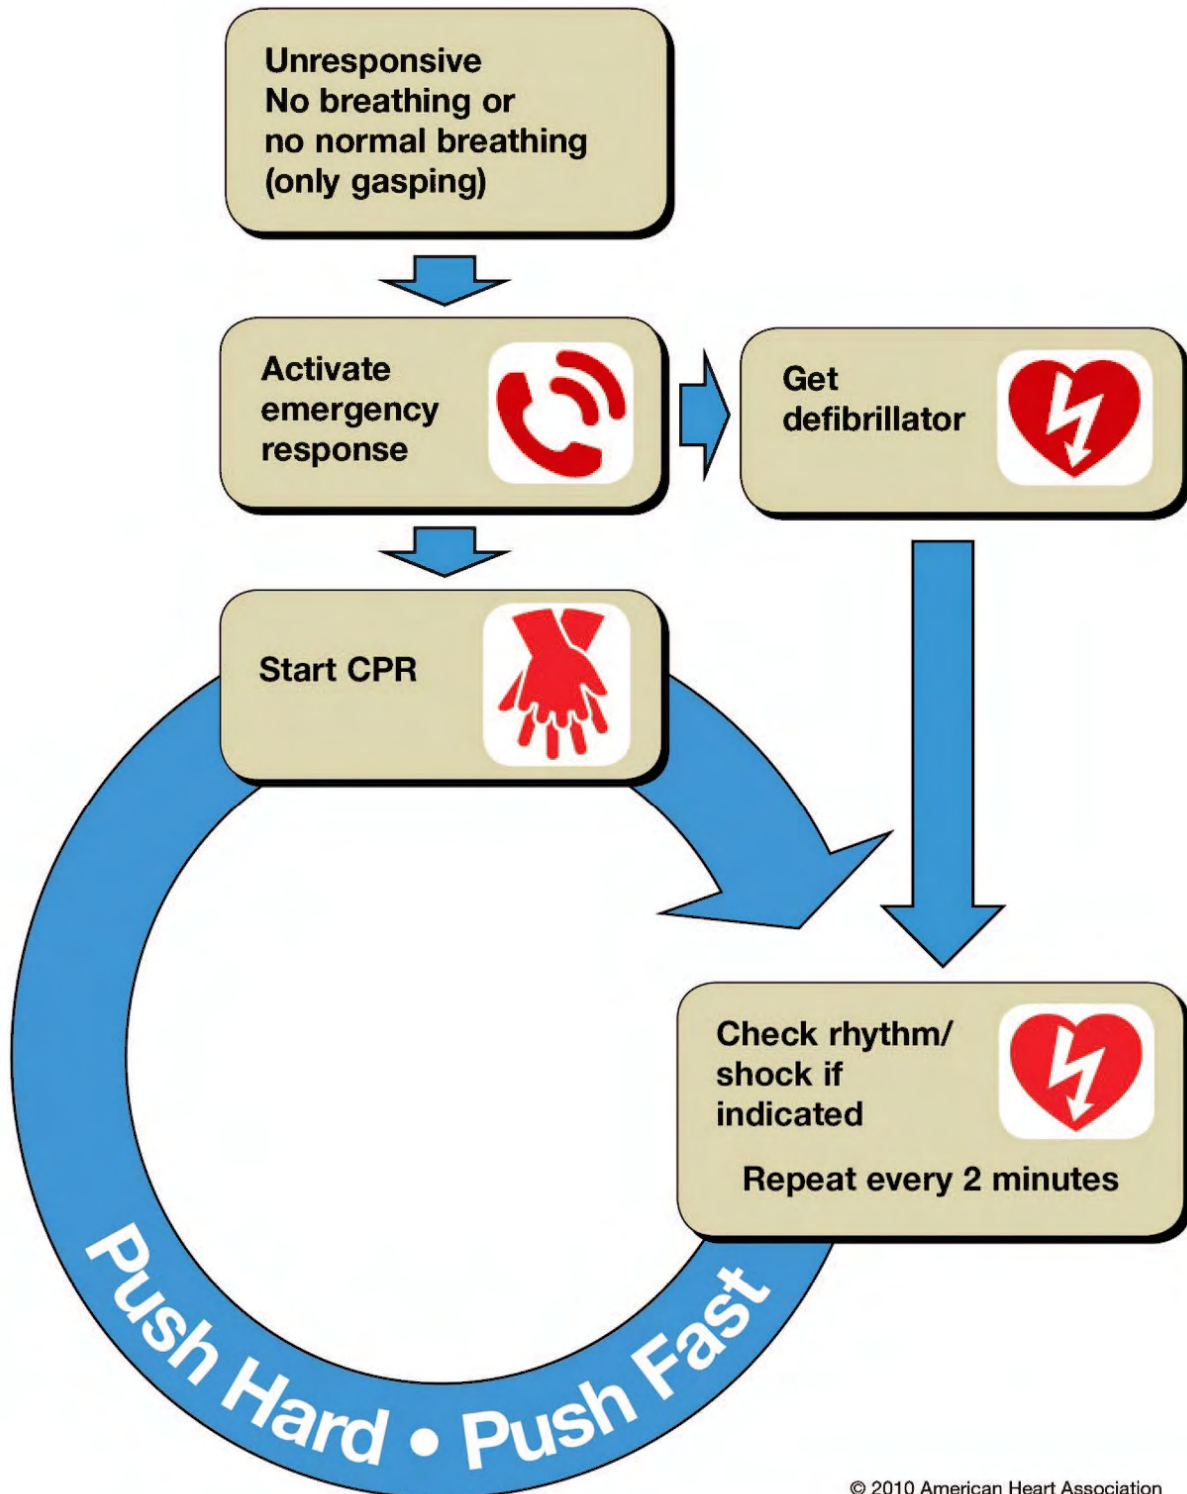 Unresponsive
No breathing or
no normal breathing
(only gasping)
Activate
emergency
response
Get
defibrillator
Start CPR
Check rhythm/
shock if
indicated
Repeat every 2 minutes
Push Hard • Push Fast
© 2010 American Heart Association